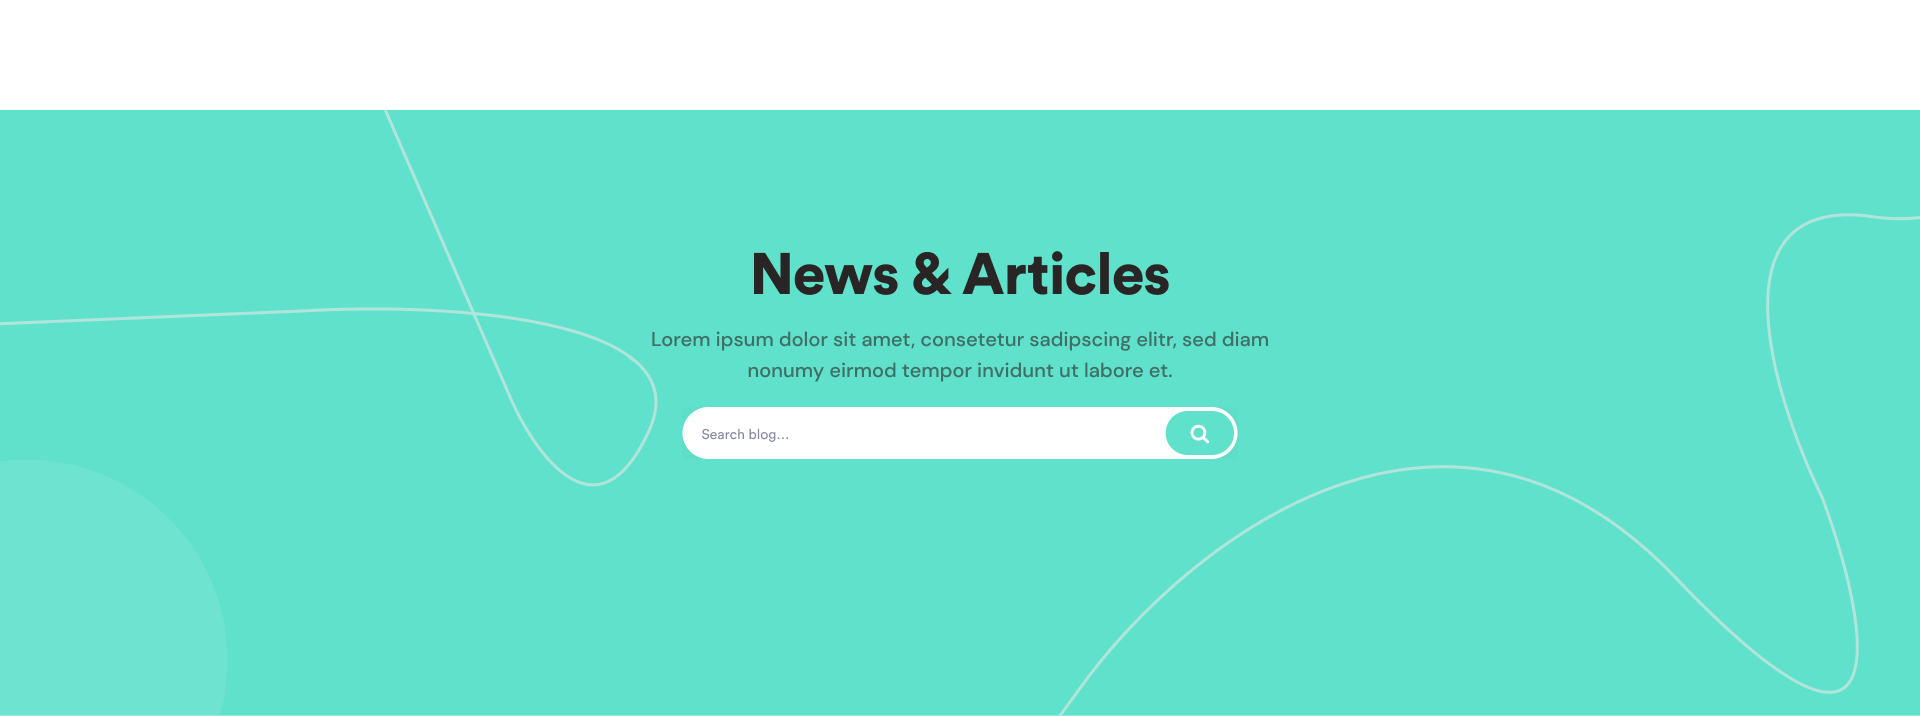 News & Articles
Lorem ipsum dolor sit amet, consetetur sadipscing elitr, sed diam
nonumy eirmod tempor invidunt ut labore et.
Search blog...